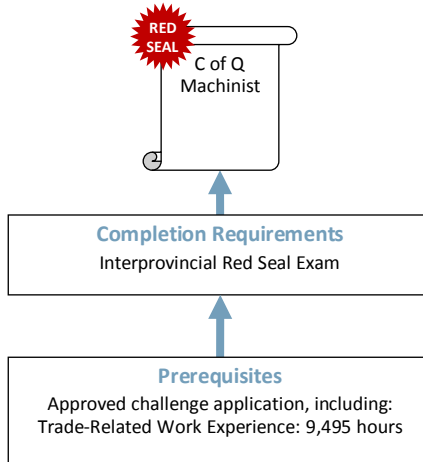 RED
SEAL
C of Q
Machinist
Completion Requirements
Interprovincial Red Seal Exam
Prerequisites
Approved challenge application, including:
Trade-Related Work Experience: 9,495 hours